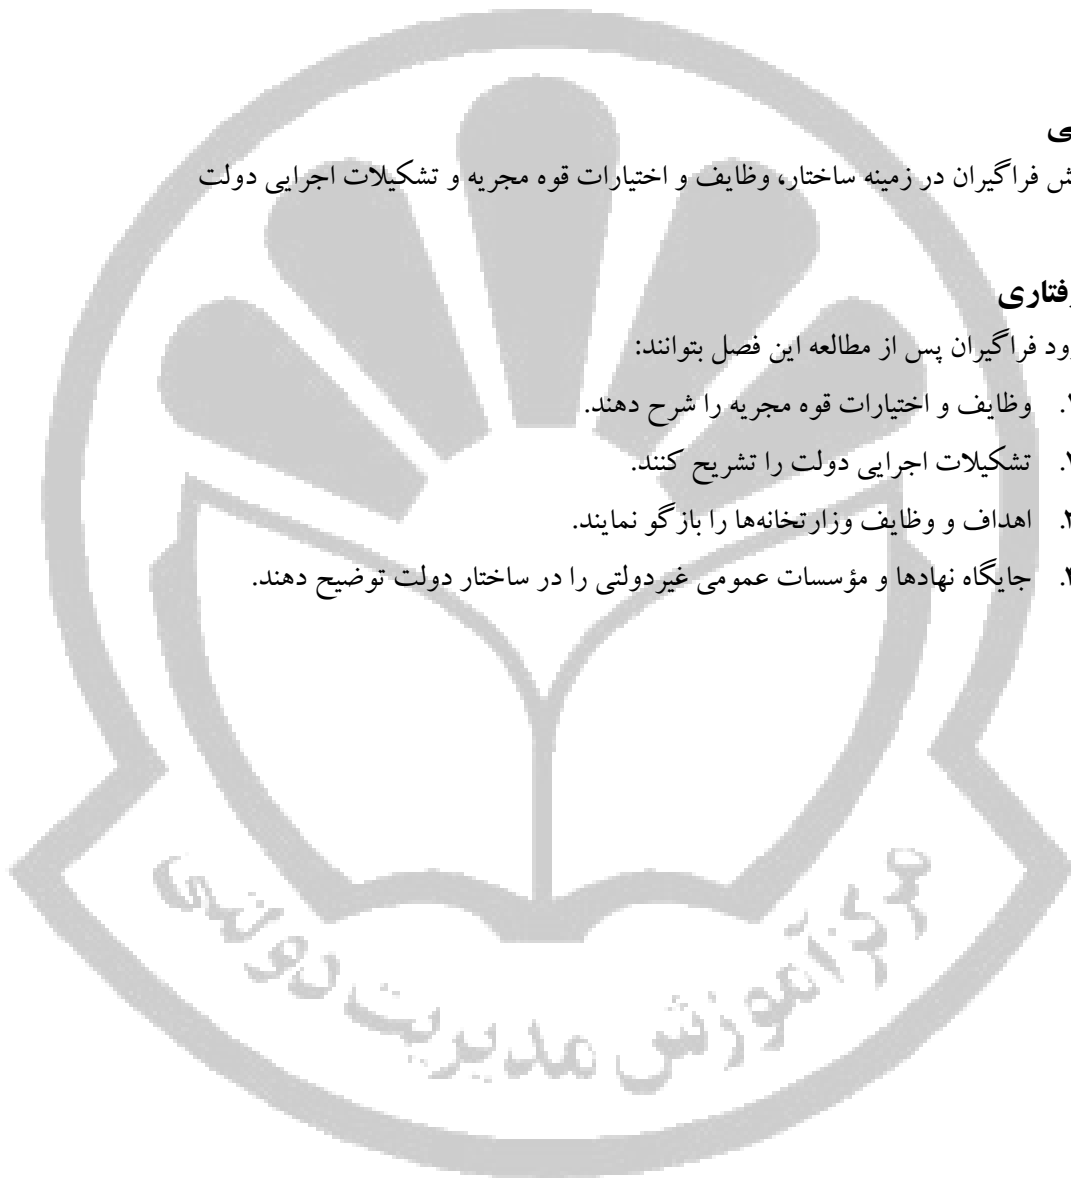 فراگیران در زمینه ساختار، وظایف و اختیارات قوه مجریه و تشکیلات اجرایی دولت
فراگیران پس از مطالعه این فصل بتوانند:
وظایف و اختیارات قوه مجریه را شرح دهند.
تشکیلات اجرایی دولت را تشریح کنند.
اهداف و وظایف وزارتخانه‌ها را بازگو نمایند.
جایگاه نهادها و مؤسسات عمومی غیردولتی را در ساختار دولت توضیح دهند.
مرکز آموزش مدیریت دولتی